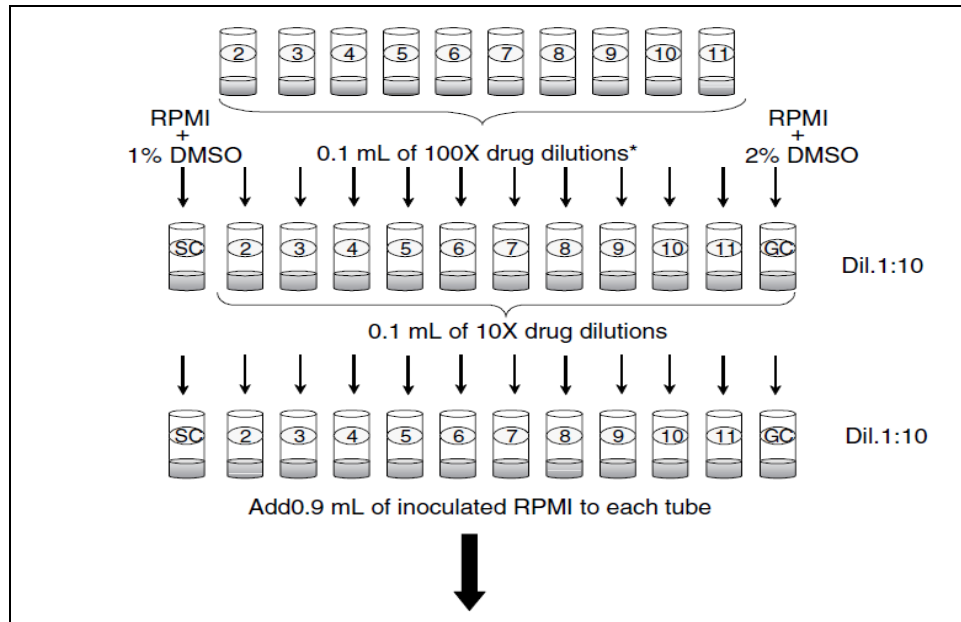 2 3 4 5 6 7 8 9 10 11
RPMI
+
1% DMSO
0.1 mL of 100X drug dilutions*
RPMI
+
2% DMSO
SC 2 3 4 5 6 7 8 9 10 11 GC
Dil.1:10
0.1 mL of 10X drug dilutions
SC 2 3 4 5 6 7 8 9 10 11 GC
Dil.1:10
Add0.9 mL of inoculated RPMI to each tube